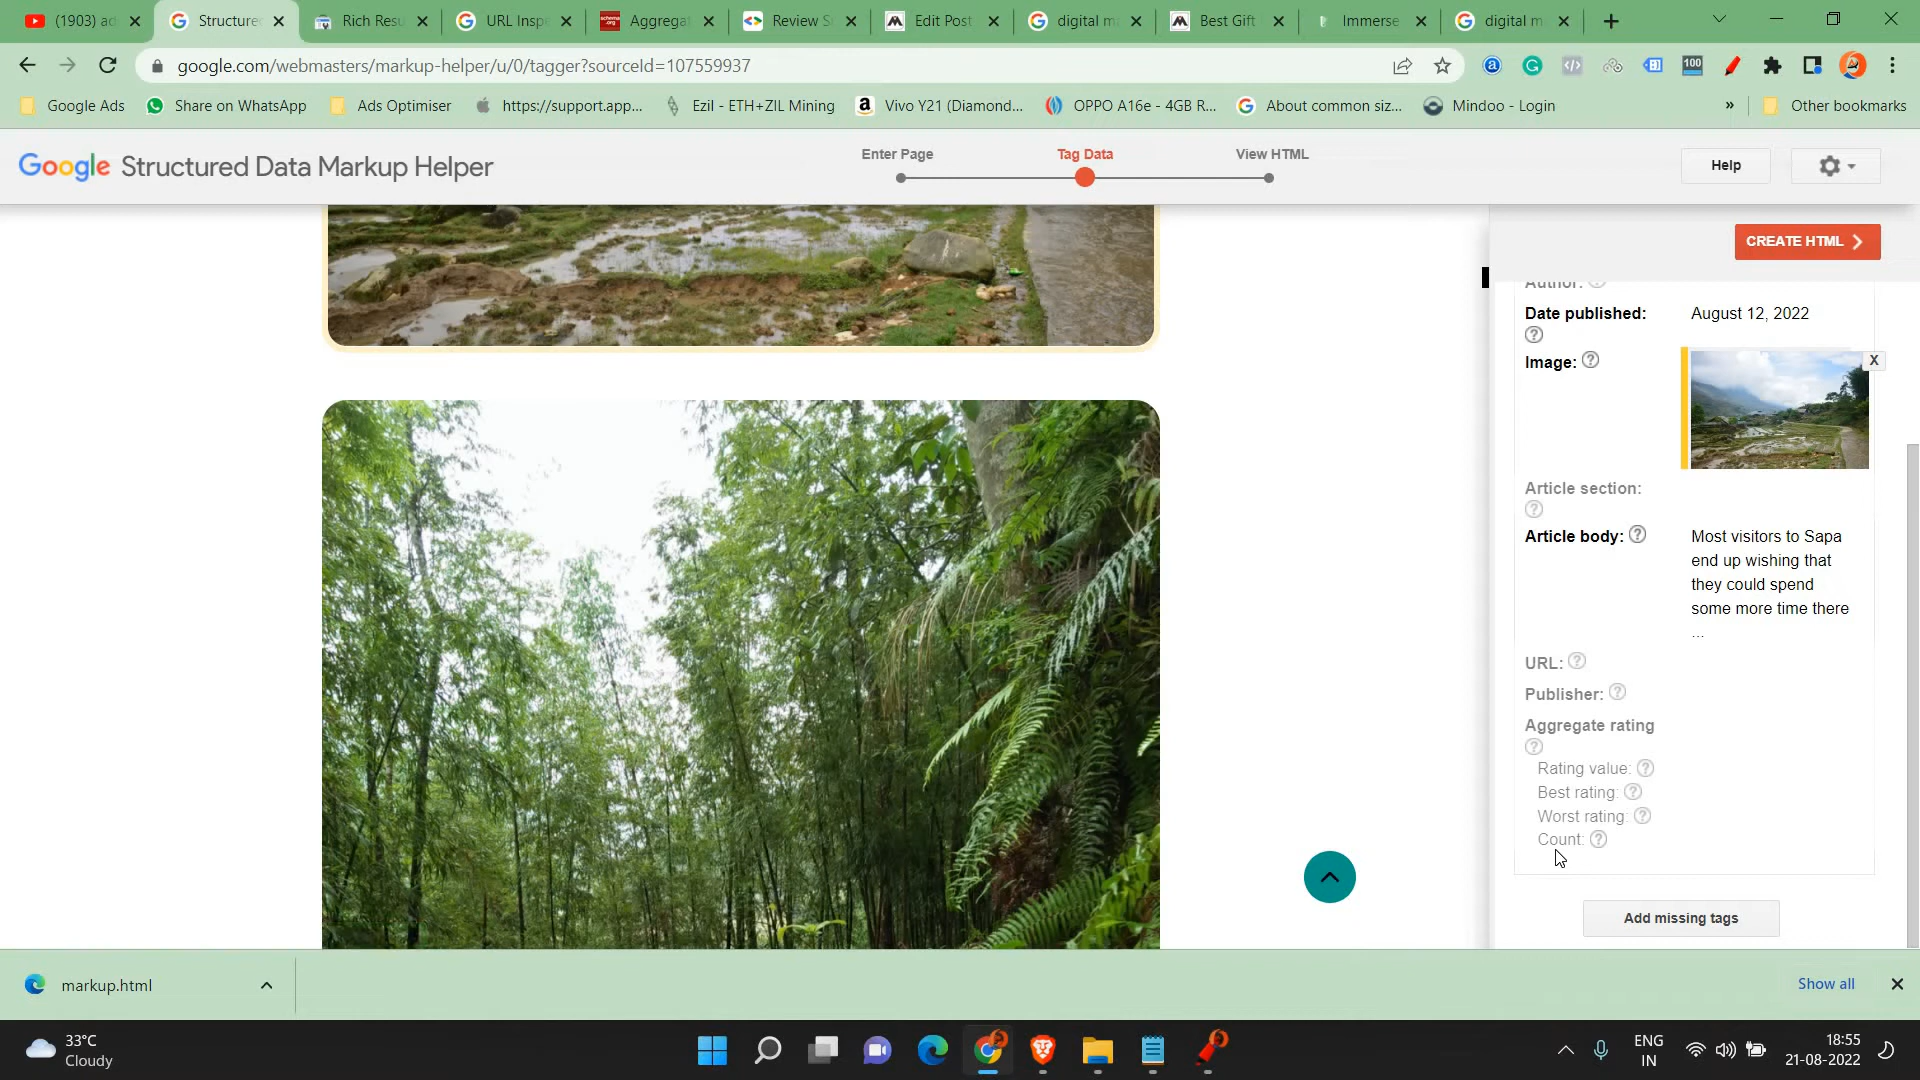 (1903) ad
Structure
Rich Resu
URL Insp
Aggregat
Review S
Edit Post
digital m
Best Gift
Immerse
digital m
google.com/webmasters/markup-helper/u/0/tagger?sourceId=107559937
100
Google Ads
Share on WhatsApp
Ads Optimiser
https://support.app...
Ezil - ETH+ZIL Mining
Vivo Y21 (Diamond...
OPPO A16e - 4GB R...
About common siz...
Mindoo - Login
»
Other bookmarks
Google Structured Data Markup Helper
Enter Page
Tag Data
View HTML
Help
CREATE HTML
Author:
Date published:
August 12, 2022
Image:
X
Article section:
Article body:
Most visitors to Sapa
end up wishing that
they could spend
some more time there
...
URL:
Publisher:
Aggregate rating
Rating value:
Best rating:
Worst rating:
Count:
Add missing tags
markup.html
Show all
33°C
Cloudy
ENG
IN
18:55
21-08-2022